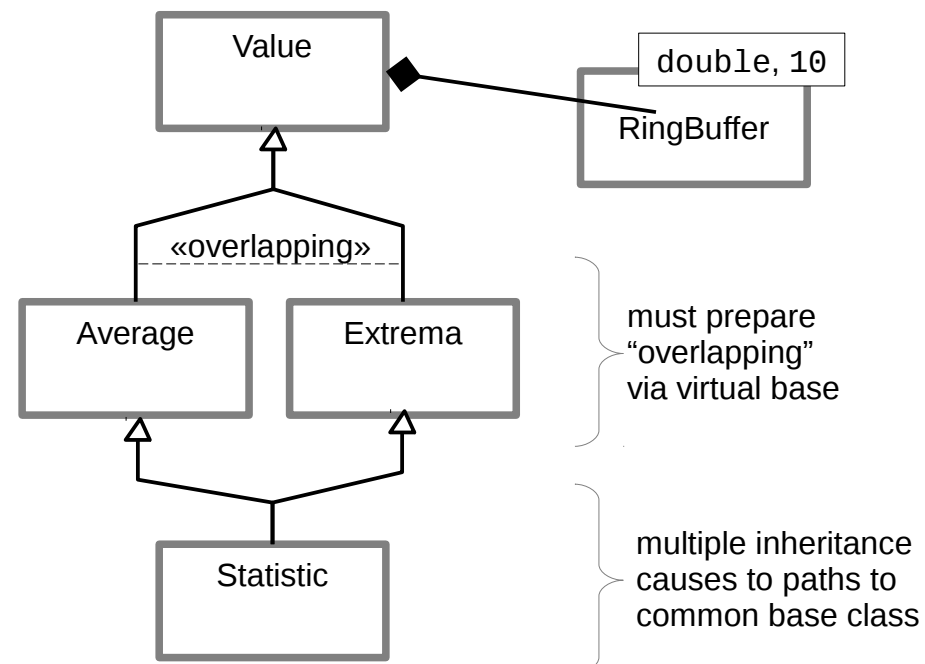 Value
double, 10
RingBuffer
«overlapping»
Average
Extrema
must prepare
“overlapping”
via virtual base
Statistic
multiple inheritance
causes to paths to
common base class